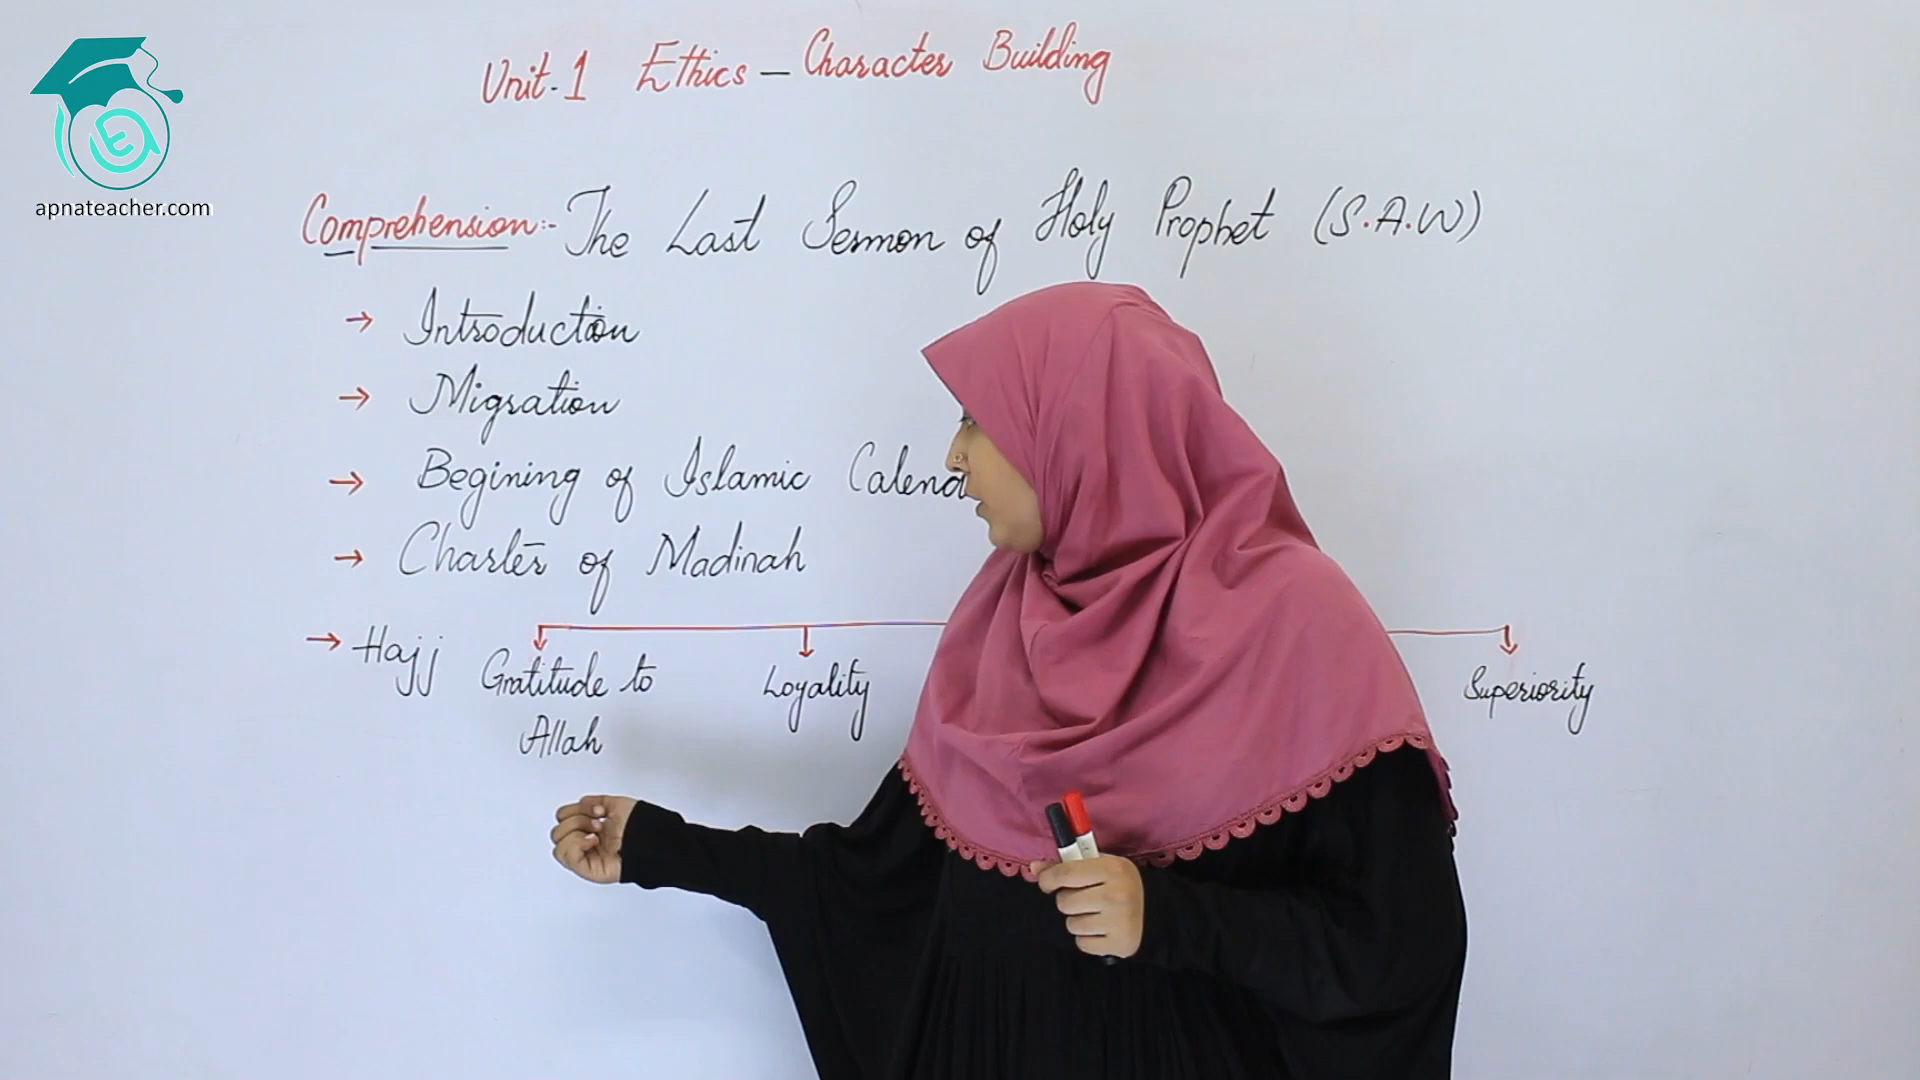 Unit.1 Ethics – Character Building
apnateacher.com
Comprehension:- The Last Sermon of Holy Prophet (S.A.W)
→ Introduction
→ Migration
→ Begining of Islamic Calend
→ Charter of Madinah
→ Hajj
Gratitude to Allah
Loyality
Superiority